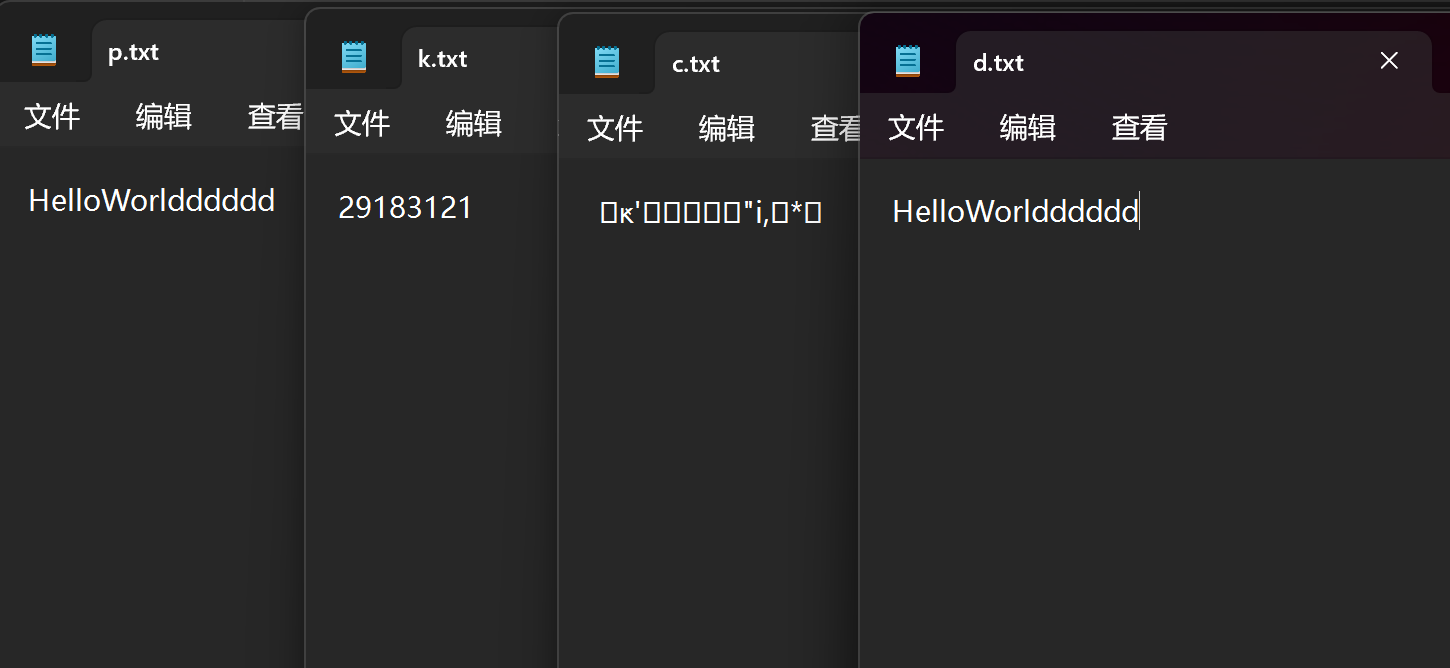 p.txt
文件 编辑 查看
HelloWorldddddd
k.txt
文件 编辑
29183121
c.txt
文件 编辑 查看
d.txt
文件 编辑 查看
HelloWorldddddd